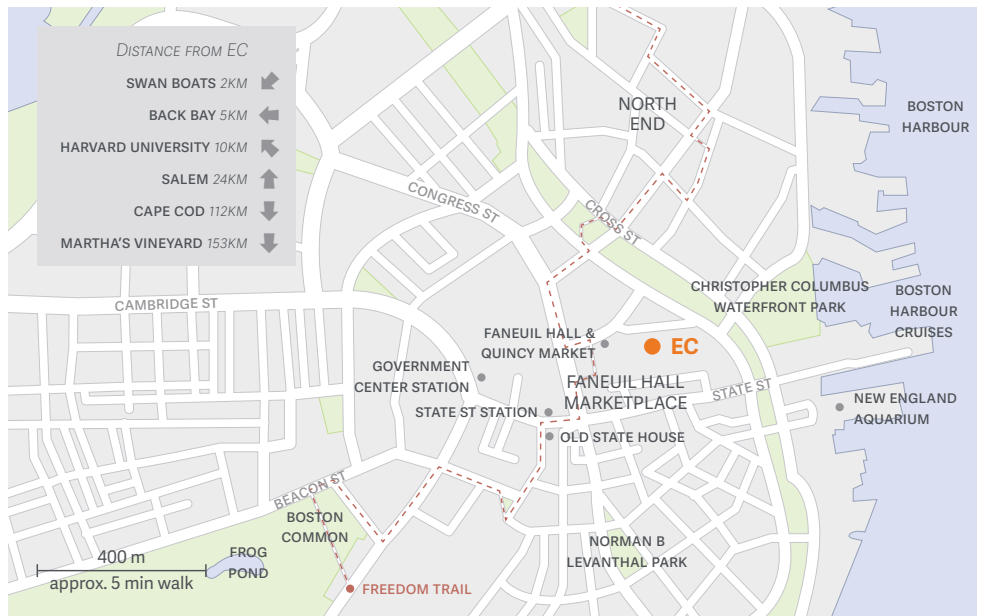 DISTANCE FROM EC
SWAN BOATS 2KM
BACK BAY 5KM
HARVARD UNIVERSITY 10KM
SALEM 24KM
CAPE COD 112KM
MARTHA'S VINEYARD 153KM
NORTH
END
BOSTON
HARBOUR
CONGRESS ST
CROSS ST
CHRISTOPHER COLUMBUS
WATERFRONT PARK
BOSTON
HARBOUR
CRUISES
CAMBRIDGE ST
FANEUIL HALL &
QUINCY MARKET
EC
GOVERNMENT
CENTER STATION
FANEUIL HALL
MARKETPLACE
STATE ST
STATE ST STATION
NEW ENGLAND
AQUARIUM
OLD STATE HOUSE
BEACON ST
BOSTON
COMMON
NORMAN B
LEVANTHAL PARK
FROG
POND
400 m
approx. 5 min walk
FREEDOM TRAIL